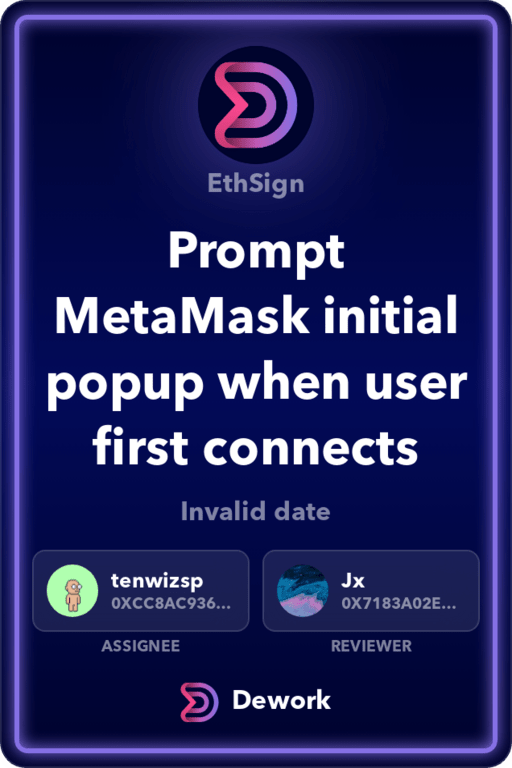 EthSign
Prompt
MetaMask initial
popup when user
first connects
Invalid date
tenwizsp
0XCC8AC936...
Jx
0X7183A02E...
ASSIGNEE
REVIEWER
Dework